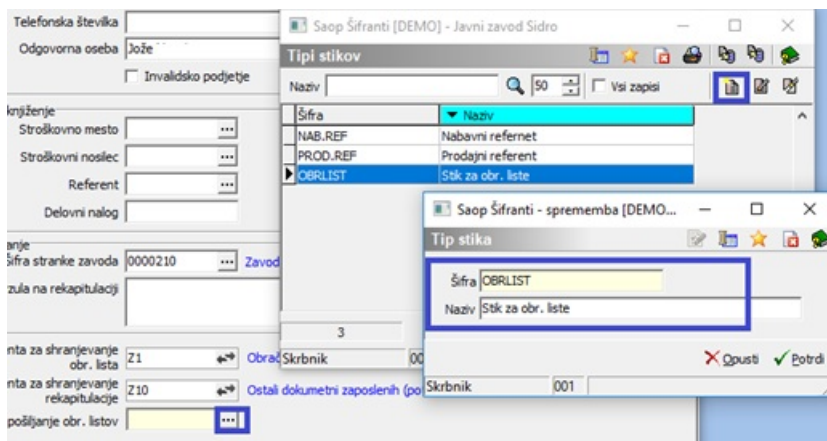 Telefonska številka
Odgovorna oseba Jože
Invalidsko podjetje
knjiženje
Stroškovno mesto
Stroškovni nosilec
Referent
Delovni nalog
anje
Šifra stranke zavoda 0000210 Zavod
zula na rekapitulaciji
nta za shranjevanje
obr. lista Z1 Obrač
nta za shranjevanje
rekapitulacije Z10 Ostali dokumetni zaposlenih (po
pošiljanje obr. listov
Saop Šifranti [DEMO] - Javni zavod Sidro
Tipi stikov
Naziv 50 Vsi zapisi
Šifra Naziv
NAB.REF Nabavni refernet
PROD.REF Prodajni referent
OBRLIST Stik za obr. liste
3
Skrbnik 00
Saop Šifranti - sprememba [DEMO...
Tip stika
Šifra OBRLIST
Naziv Stik za obr. liste
Opusti Potrdi
Skrbnik 001